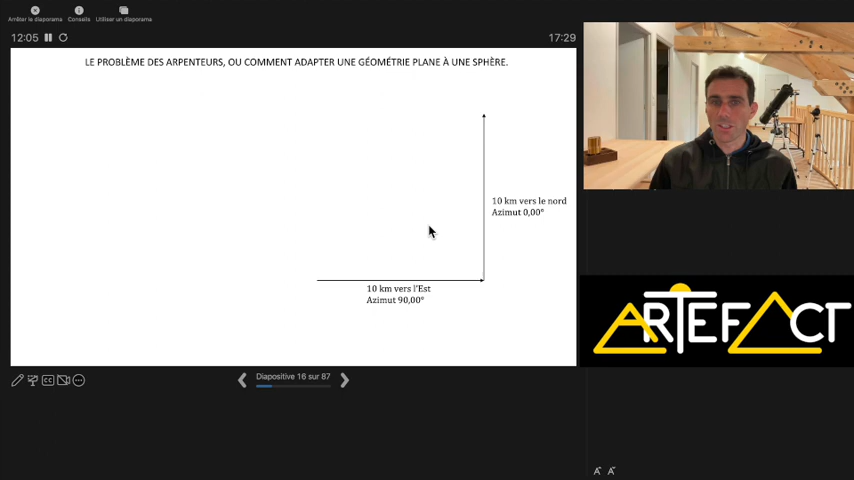 Arrêter le diaporama
Conseils
Utiliser un diaporama
12:05
17:29
LE PROBLÈME DES ARPENTEURS, OU COMMENT ADAPTER UNE GÉOMÉTRIE PLANE À UNE SPHÈRE.
10 km vers le nord
Azimut 0,00°
10 km vers l'Est
Azimut 90,00°
ARTEFACT
Diapositive 16 sur 87